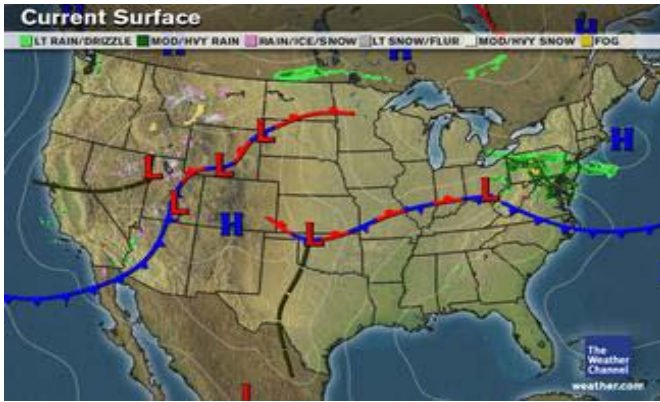 Current Surface
LT RAIN/DRIZZLE MOD/HVY RAIN RAIN/ICE/SNOW LT SNOW/FLUR MOD/HVY SNOW FOG
H
L
L
L
L
L
H
L
L
The
Weather
Channel
weather.com